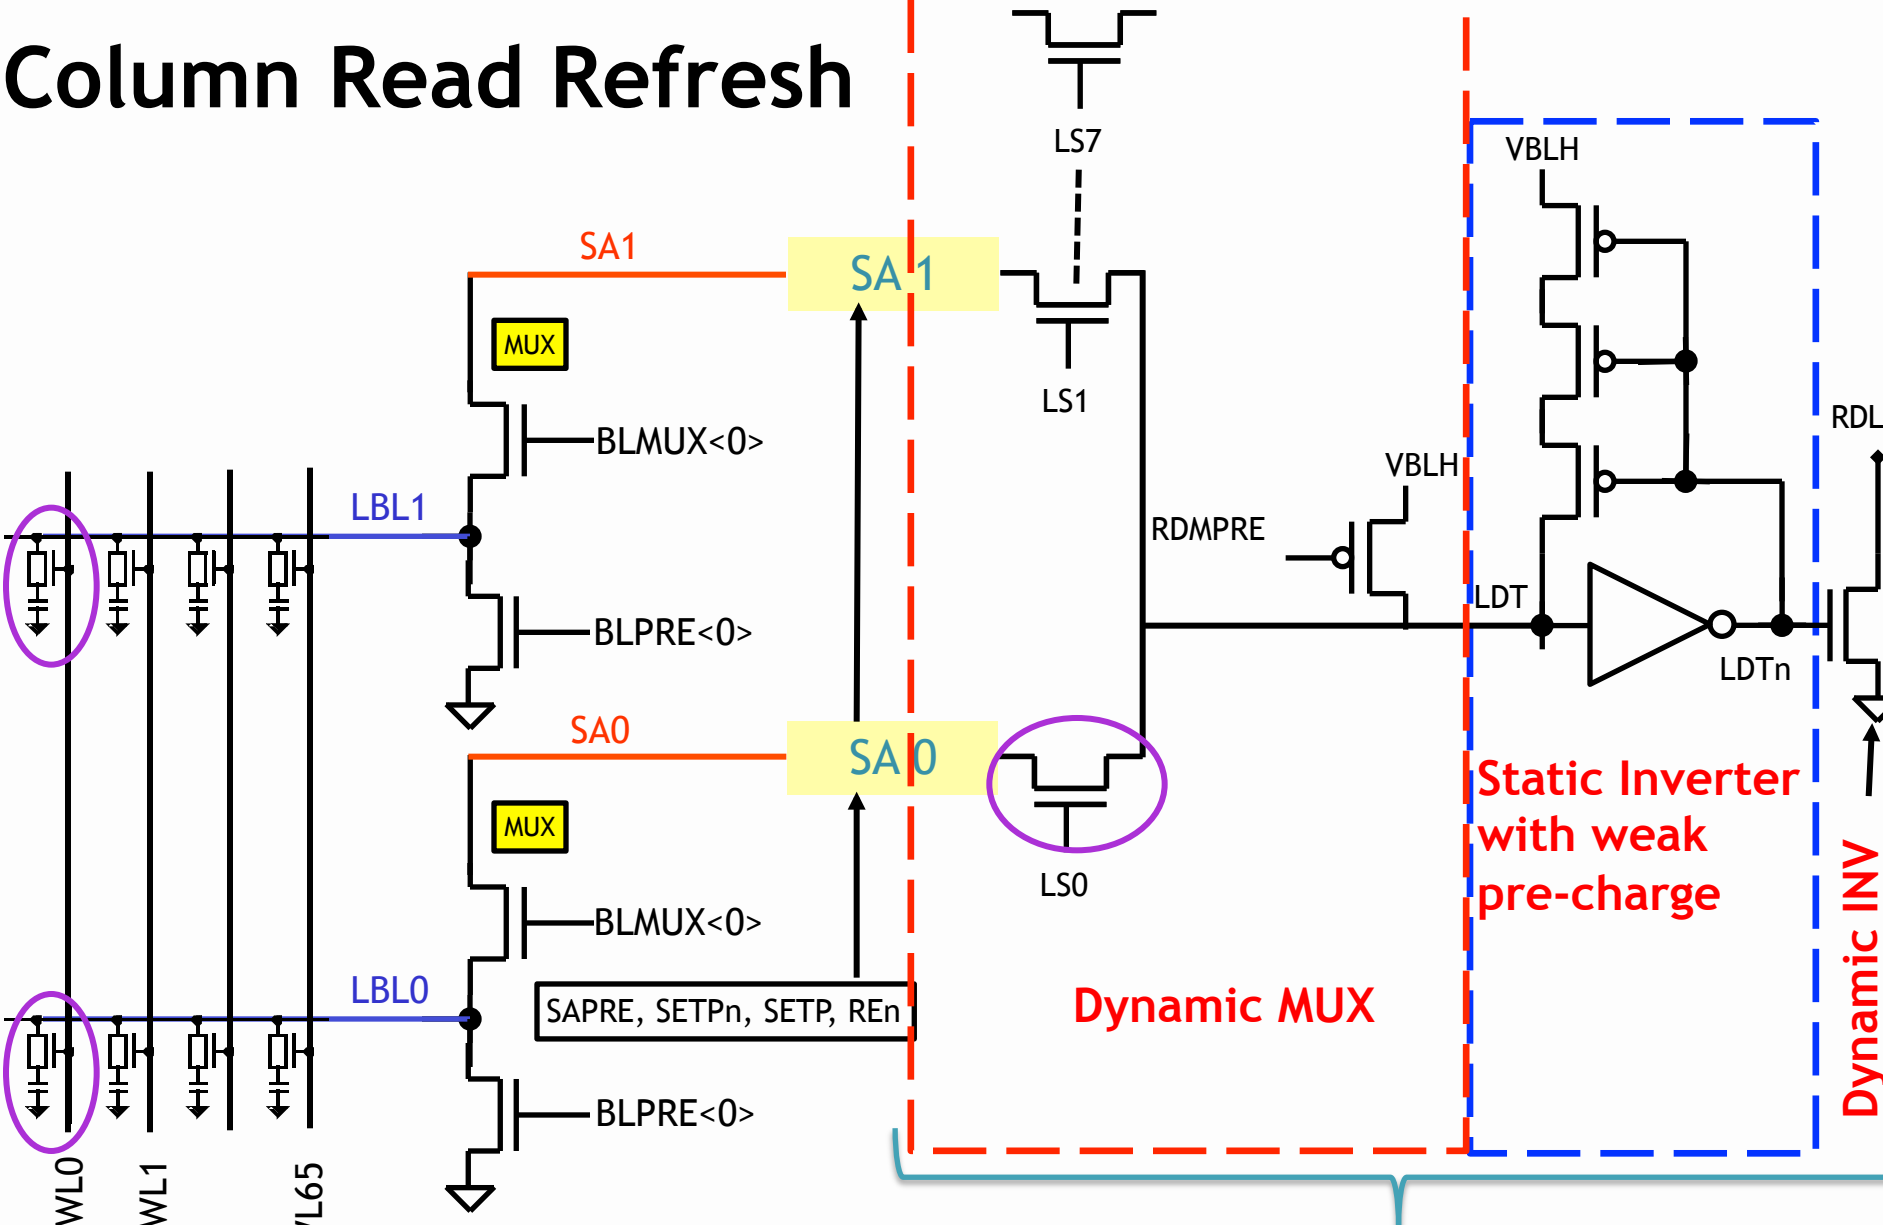 Column Read Refresh
LS7
VBLH
SA1
SA 1
MUX
LS1
RDL
BLMUX<0>
VBLH
LBL1
RDMPRE
LDT
BLPRE<0>
LDTn
SA0
SA 0
Static Inverter
with weak
pre-charge
MUX
LS0
BLMUX<0>
LBL0
SAPRE, SETPn, SETP, REn
Dynamic MUX
Dynamic INV
BLPRE<0>
WL0
WL1
VL65